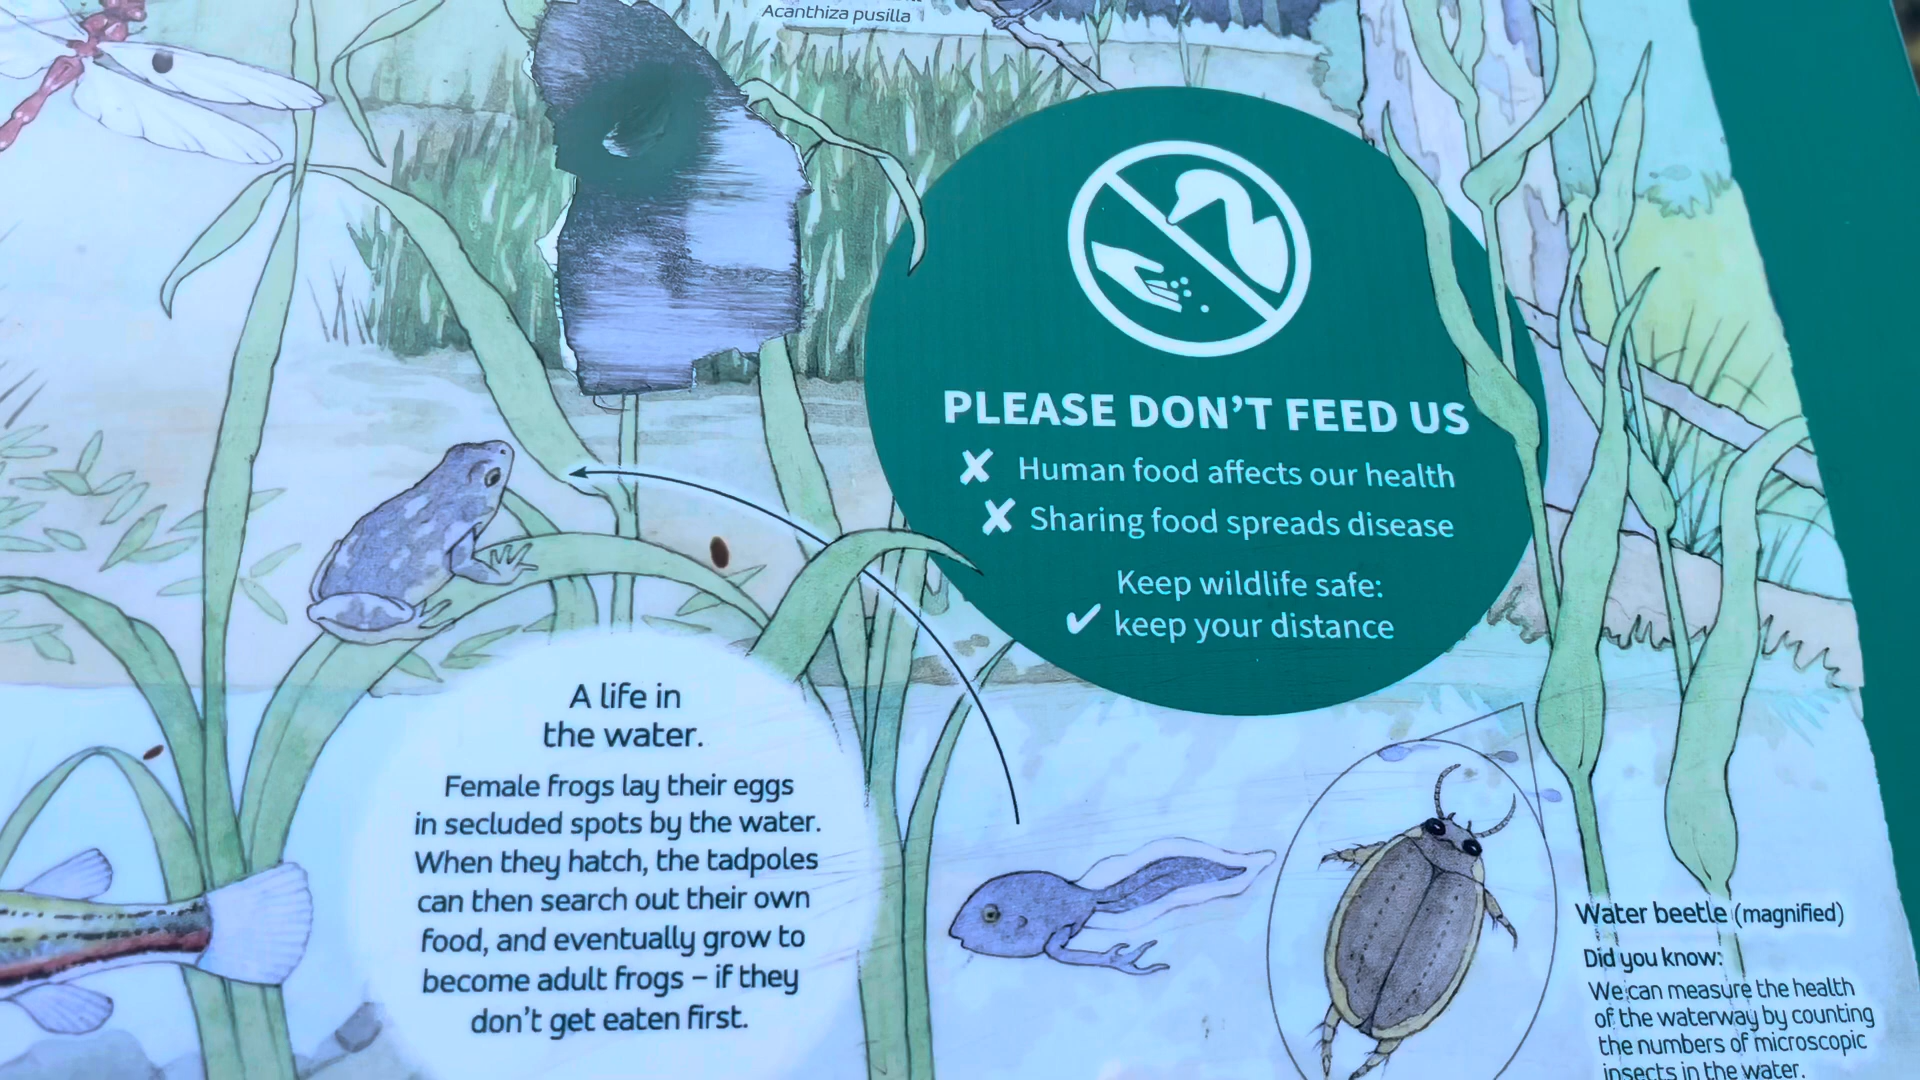 Acanthiza pusilla
PLEASE DON'T FEED US
✘ Human food affects our health
✘ Sharing food spreads disease
Keep wildlife safe:
✔ keep your distance
A life in
the water.
Female frogs lay their eggs
in secluded spots by the water.
When they hatch, the tadpoles
can then search out their own
food, and eventually grow to
become adult frogs – if they
don't get eaten first.
Water beetle (magnified)
Did you know:
We can measure the health
of the waterway by counting
the numbers of microscopic
insects in the water.